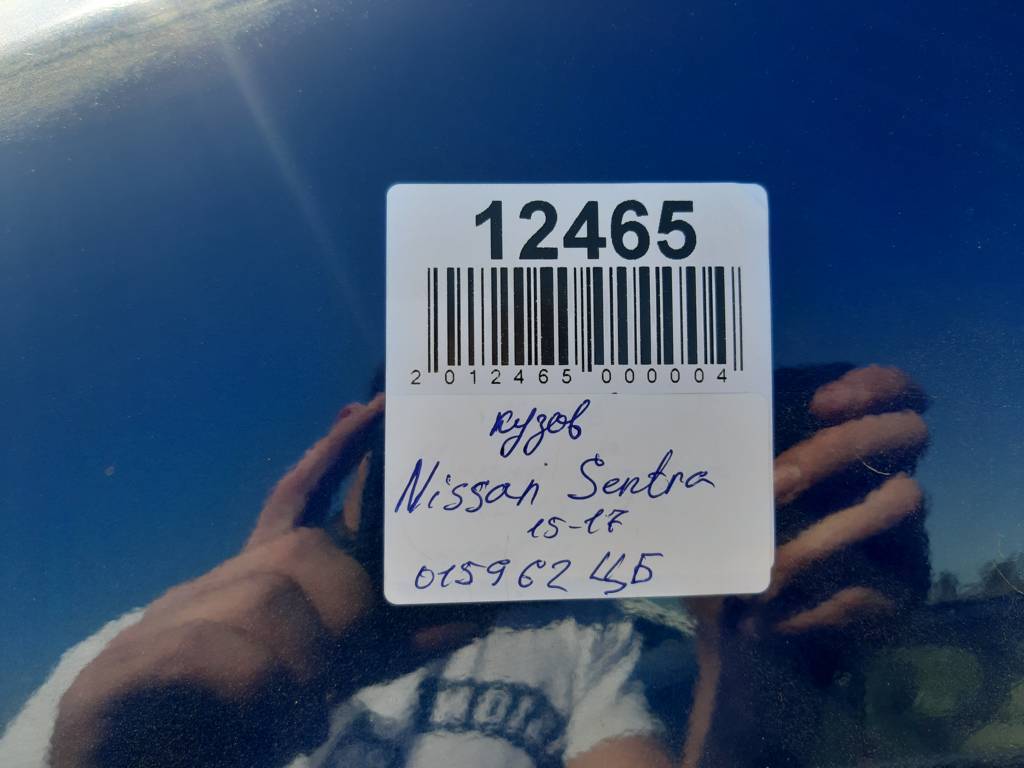 12465
2 012465 000004
кузов
Nissan Sentra
15-17
015962 ЦБ